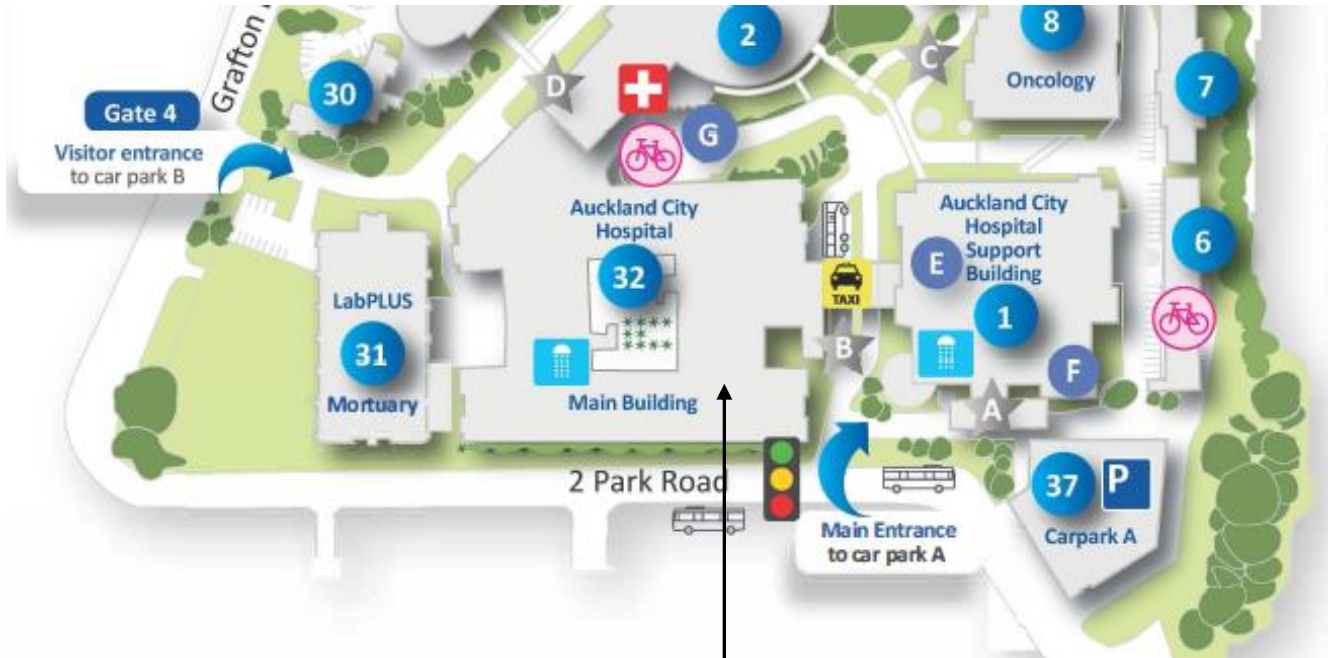 Grafton
2
8
Oncology
C
7
D
30
Gate 4
Visitor entrance
to car park B
G
Auckland City
Hospital
32
Auckland City
Hospital
Support
Building
E
1
6
TAXI
LabPLUS
31
Mortuary
B
F
A
Main Building
2 Park Road
37
P
Carpark A
Main Entrance
to car park A